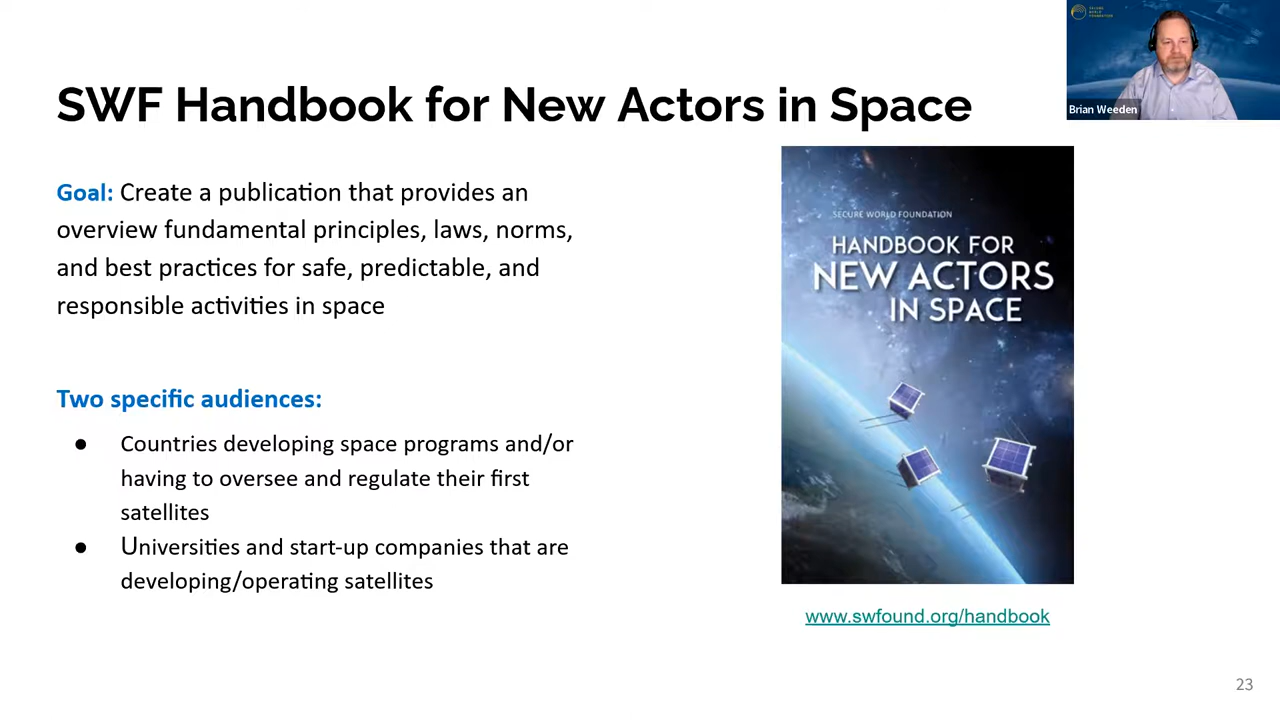 SECURE
WORLD
FOUNDATION
Brian Weeden
SWF Handbook for New Actors in Space
Goal: Create a publication that provides an
overview fundamental principles, laws, norms,
and best practices for safe, predictable, and
responsible activities in space
Two specific audiences:
● Countries developing space programs and/or
having to oversee and regulate their first
satellites
● Universities and start-up companies that are
developing/operating satellites
SECURE WORLD FOUNDATION
HANDBOOK FOR
NEW ACTORS
IN SPACE
www.swfound.org/handbook
23